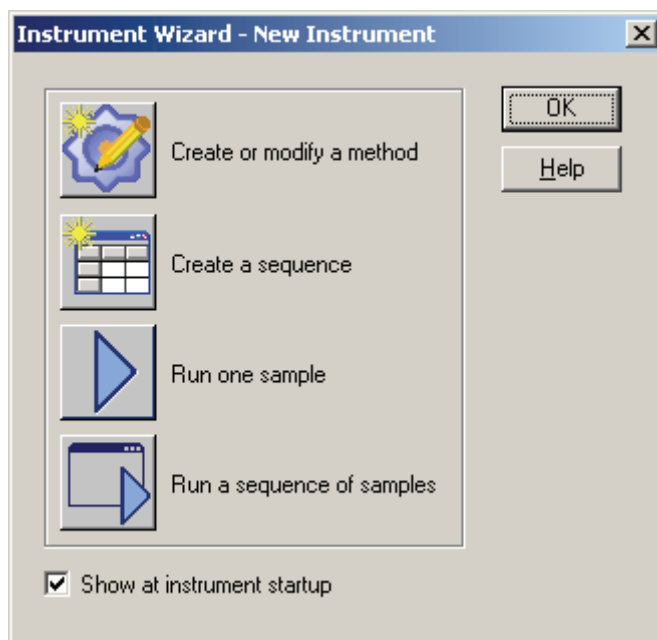 Instrument Wizard - New Instrument
Create or modify a method
OK
Help
Create a sequence
Run one sample
Run a sequence of samples
Show at instrument startup